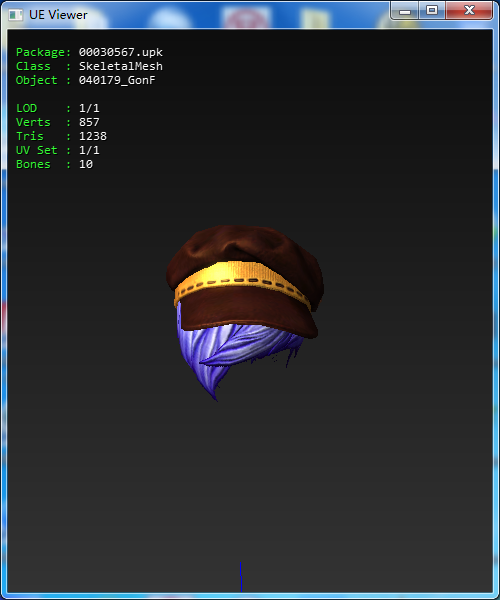 UE Viewer
Package: 00030567.upk
Class : SkeletalMesh
Object : 040179_GonF
LOD : 1/1
Verts : 857
Tris : 1238
UV Set : 1/1
Bones : 10